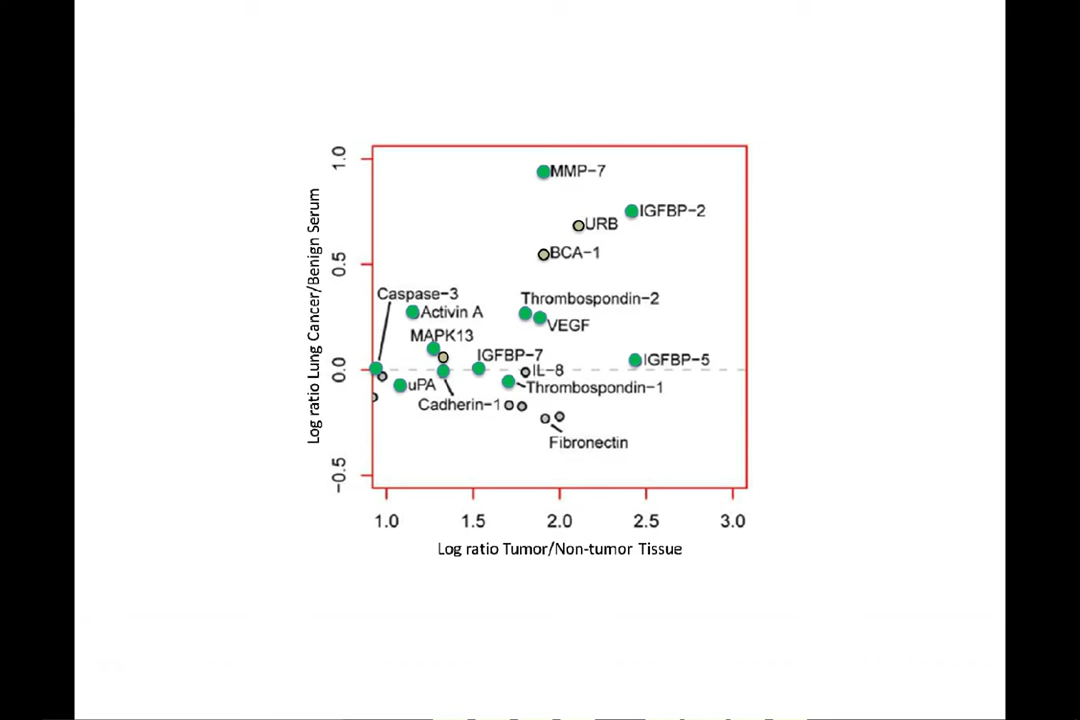 1.0
MMP−7
IGFBP−2
URB
BCA−1
0.5
Caspase−3
Thrombospondin−2
Activin A
VEGF
MAPK13
IGFBP−7
IGFBP−5
0.0
IL−8
uPA
Thrombospondin−1
Cadherin−1
Fibronectin
−0.5
Log ratio Lung Cancer/Benign Serum
1.0 1.5 2.0 2.5 3.0
Log ratio Tumor/Non-tumor Tissue